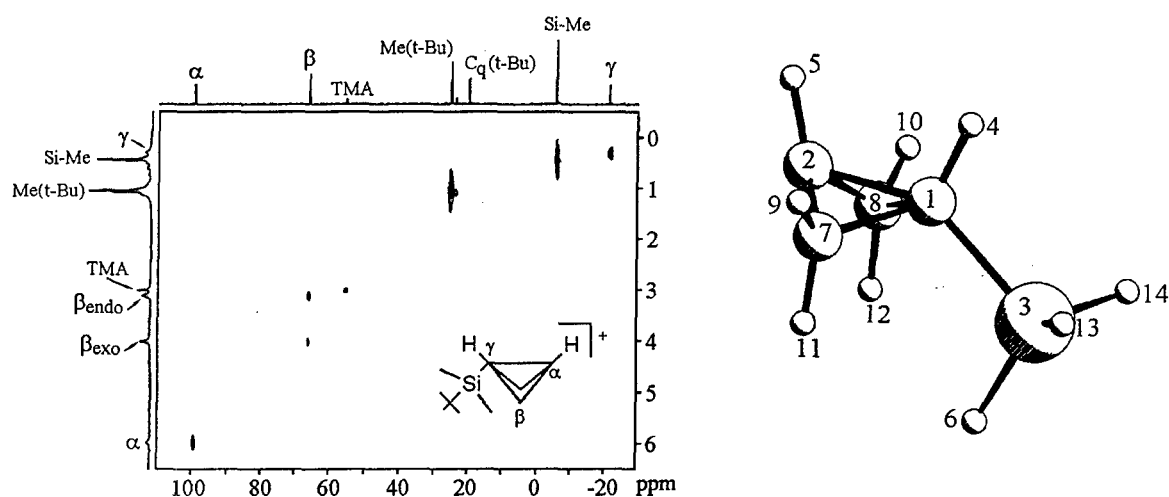 α
β
TMA
Me(t-Bu)
Cq(t-Bu)
Si-Me
γ
γ
Si-Me
Me(t-Bu)
TMA
βendo
βexo
α
0
1
2
3
4
5
6
100 80 60 40 20 0 -20 ppm
H γ H +
Si α
β
5
10 4
2
9 8 1
7
3 14
13
12
11
6